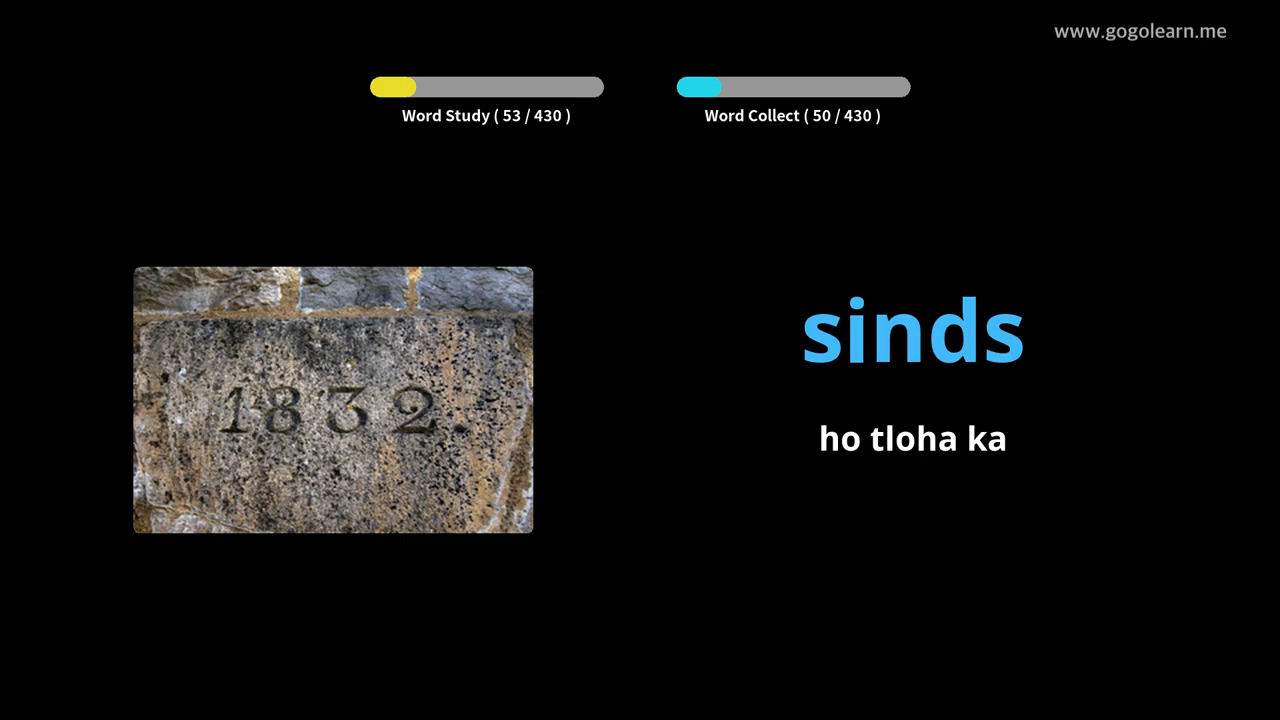 www.gogolearn.me
Word Study ( 53 / 430 )
Word Collect ( 50 / 430 )
1832.
sinds
ho tloha ka